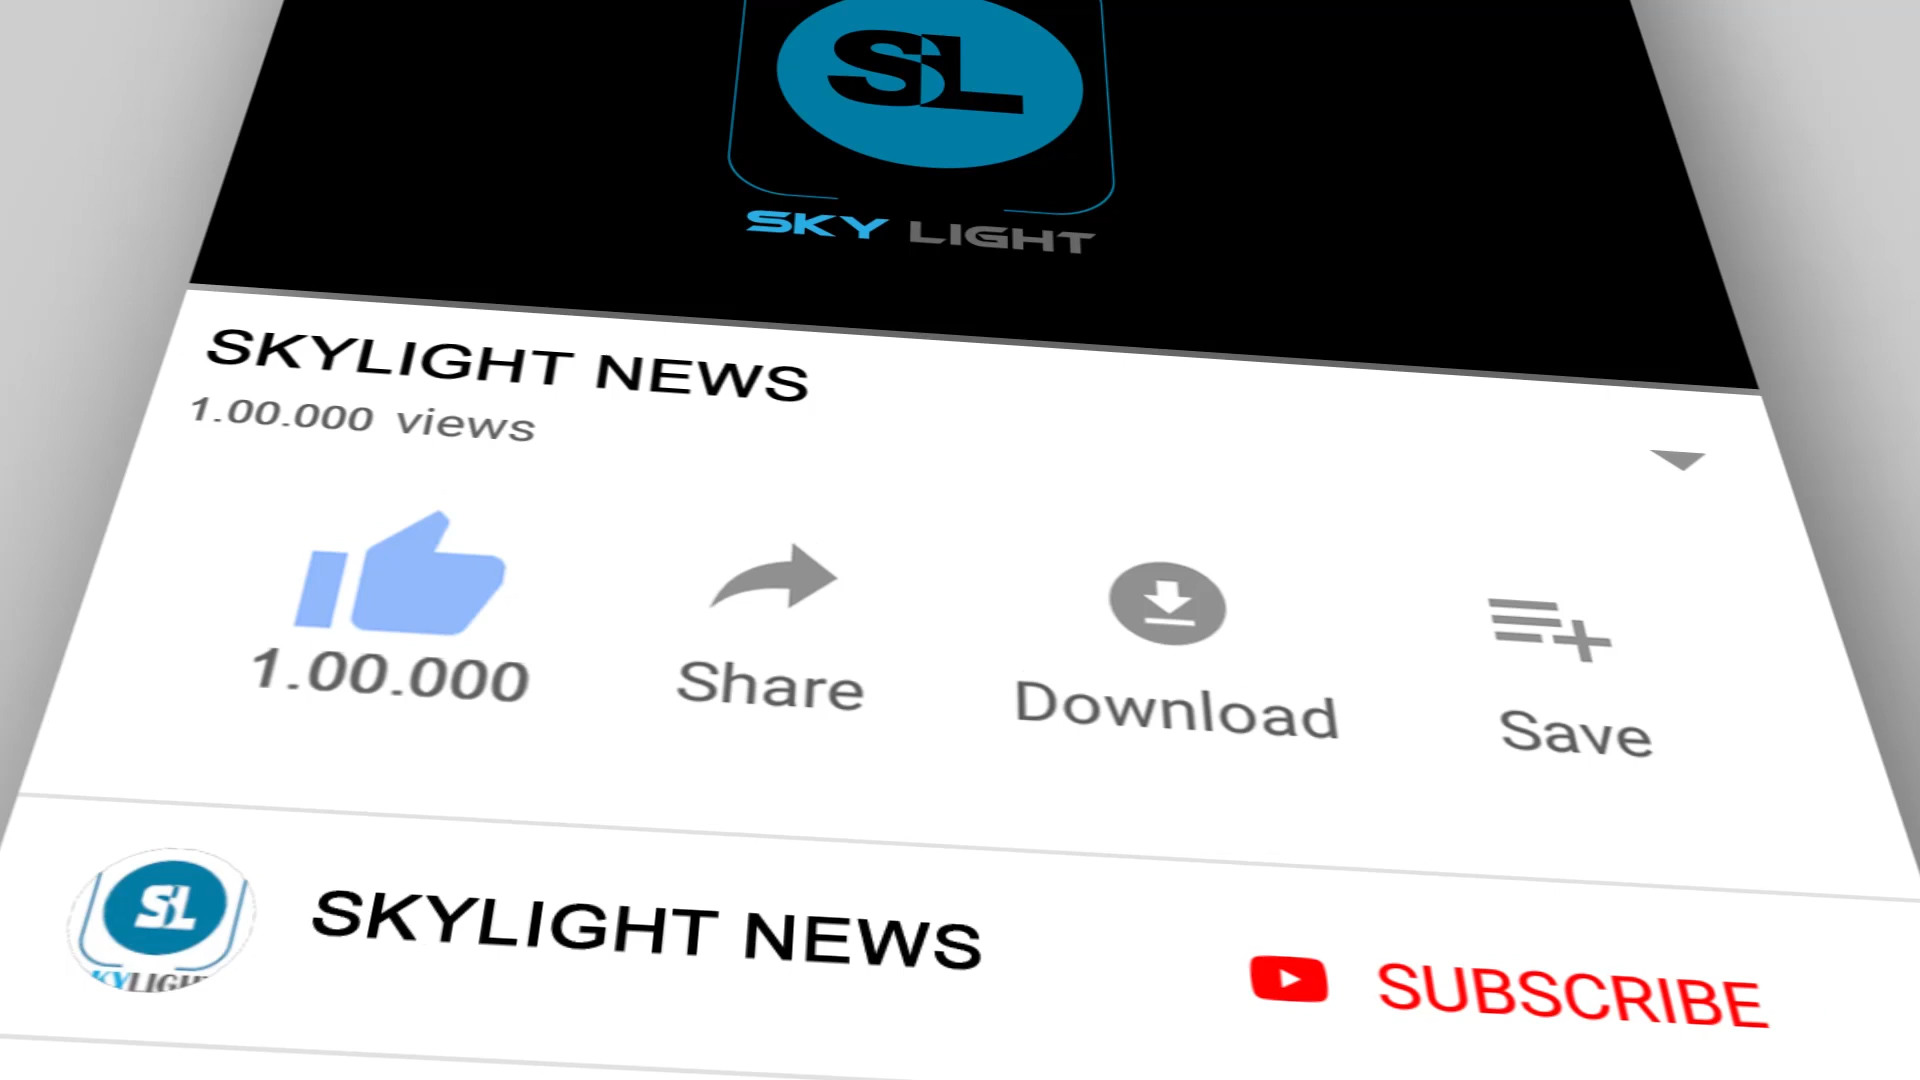 SL
SKY LIGHT
SKYLIGHT NEWS
1.00.000 views
1.00.000
Share
Download
Save
SL
KYLIGH
SKYLIGHT NEWS
SUBSCRIBE